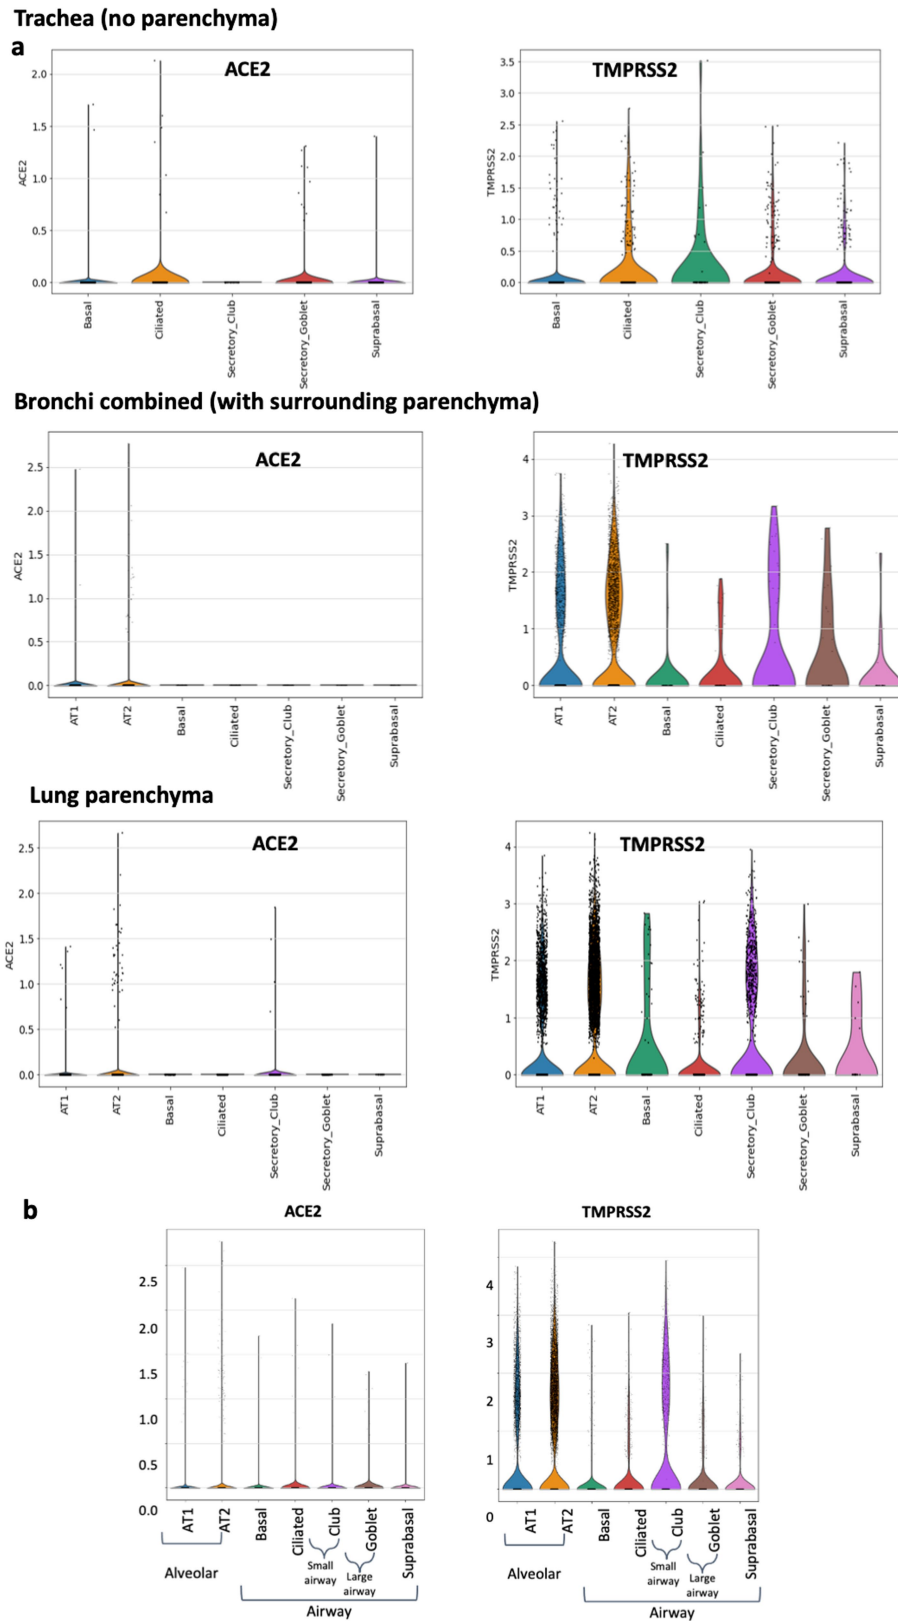 Trachea (no parenchyma)
a
ACE2
2.0
1.5
1.0
0.5
0.0
ACE2
Basal
Ciliated
Secretory_Club
Secretory_Goblet
Suprabasal
TMPRSS2
3.5
3.0
2.5
2.0
1.5
1.0
0.5
0.0
TMPRSS2
Basal
Ciliated
Secretory_Club
Secretory_Goblet
Suprabasal
Bronchi combined (with surrounding parenchyma)
ACE2
2.5
2.0
1.5
1.0
0.5
0.0
ACE2
AT1
AT2
Basal
Ciliated
Secretory_Club
Secretory_Goblet
Suprabasal
TMPRSS2
4
3
2
1
0
TMPRSS2
AT1
AT2
Basal
Ciliated
Secretory_Club
Secretory_Goblet
Suprabasal
Lung parenchyma
ACE2
2.5
2.0
1.5
1.0
0.5
0.0
ACE2
AT1
AT2
Basal
Ciliated
Secretory_Club
Secretory_Goblet
Suprabasal
TMPRSS2
4
3
2
1
0
TMPRSS2
AT1
AT2
Basal
Ciliated
Secretory_Club
Secretory_Goblet
Suprabasal
b
ACE2
2.5
2.0
1.5
1.0
0.5
0.0
AT1
AT2
Basal
Ciliated
Club
Goblet
Suprabasal
Alveolar
Small
airway
Large
airway
Airway
TMPRSS2
4
3
2
1
0
AT1
AT2
Basal
Ciliated
Club
Goblet
Suprabasal
Alveolar
Small
airway
Large
airway
Airway